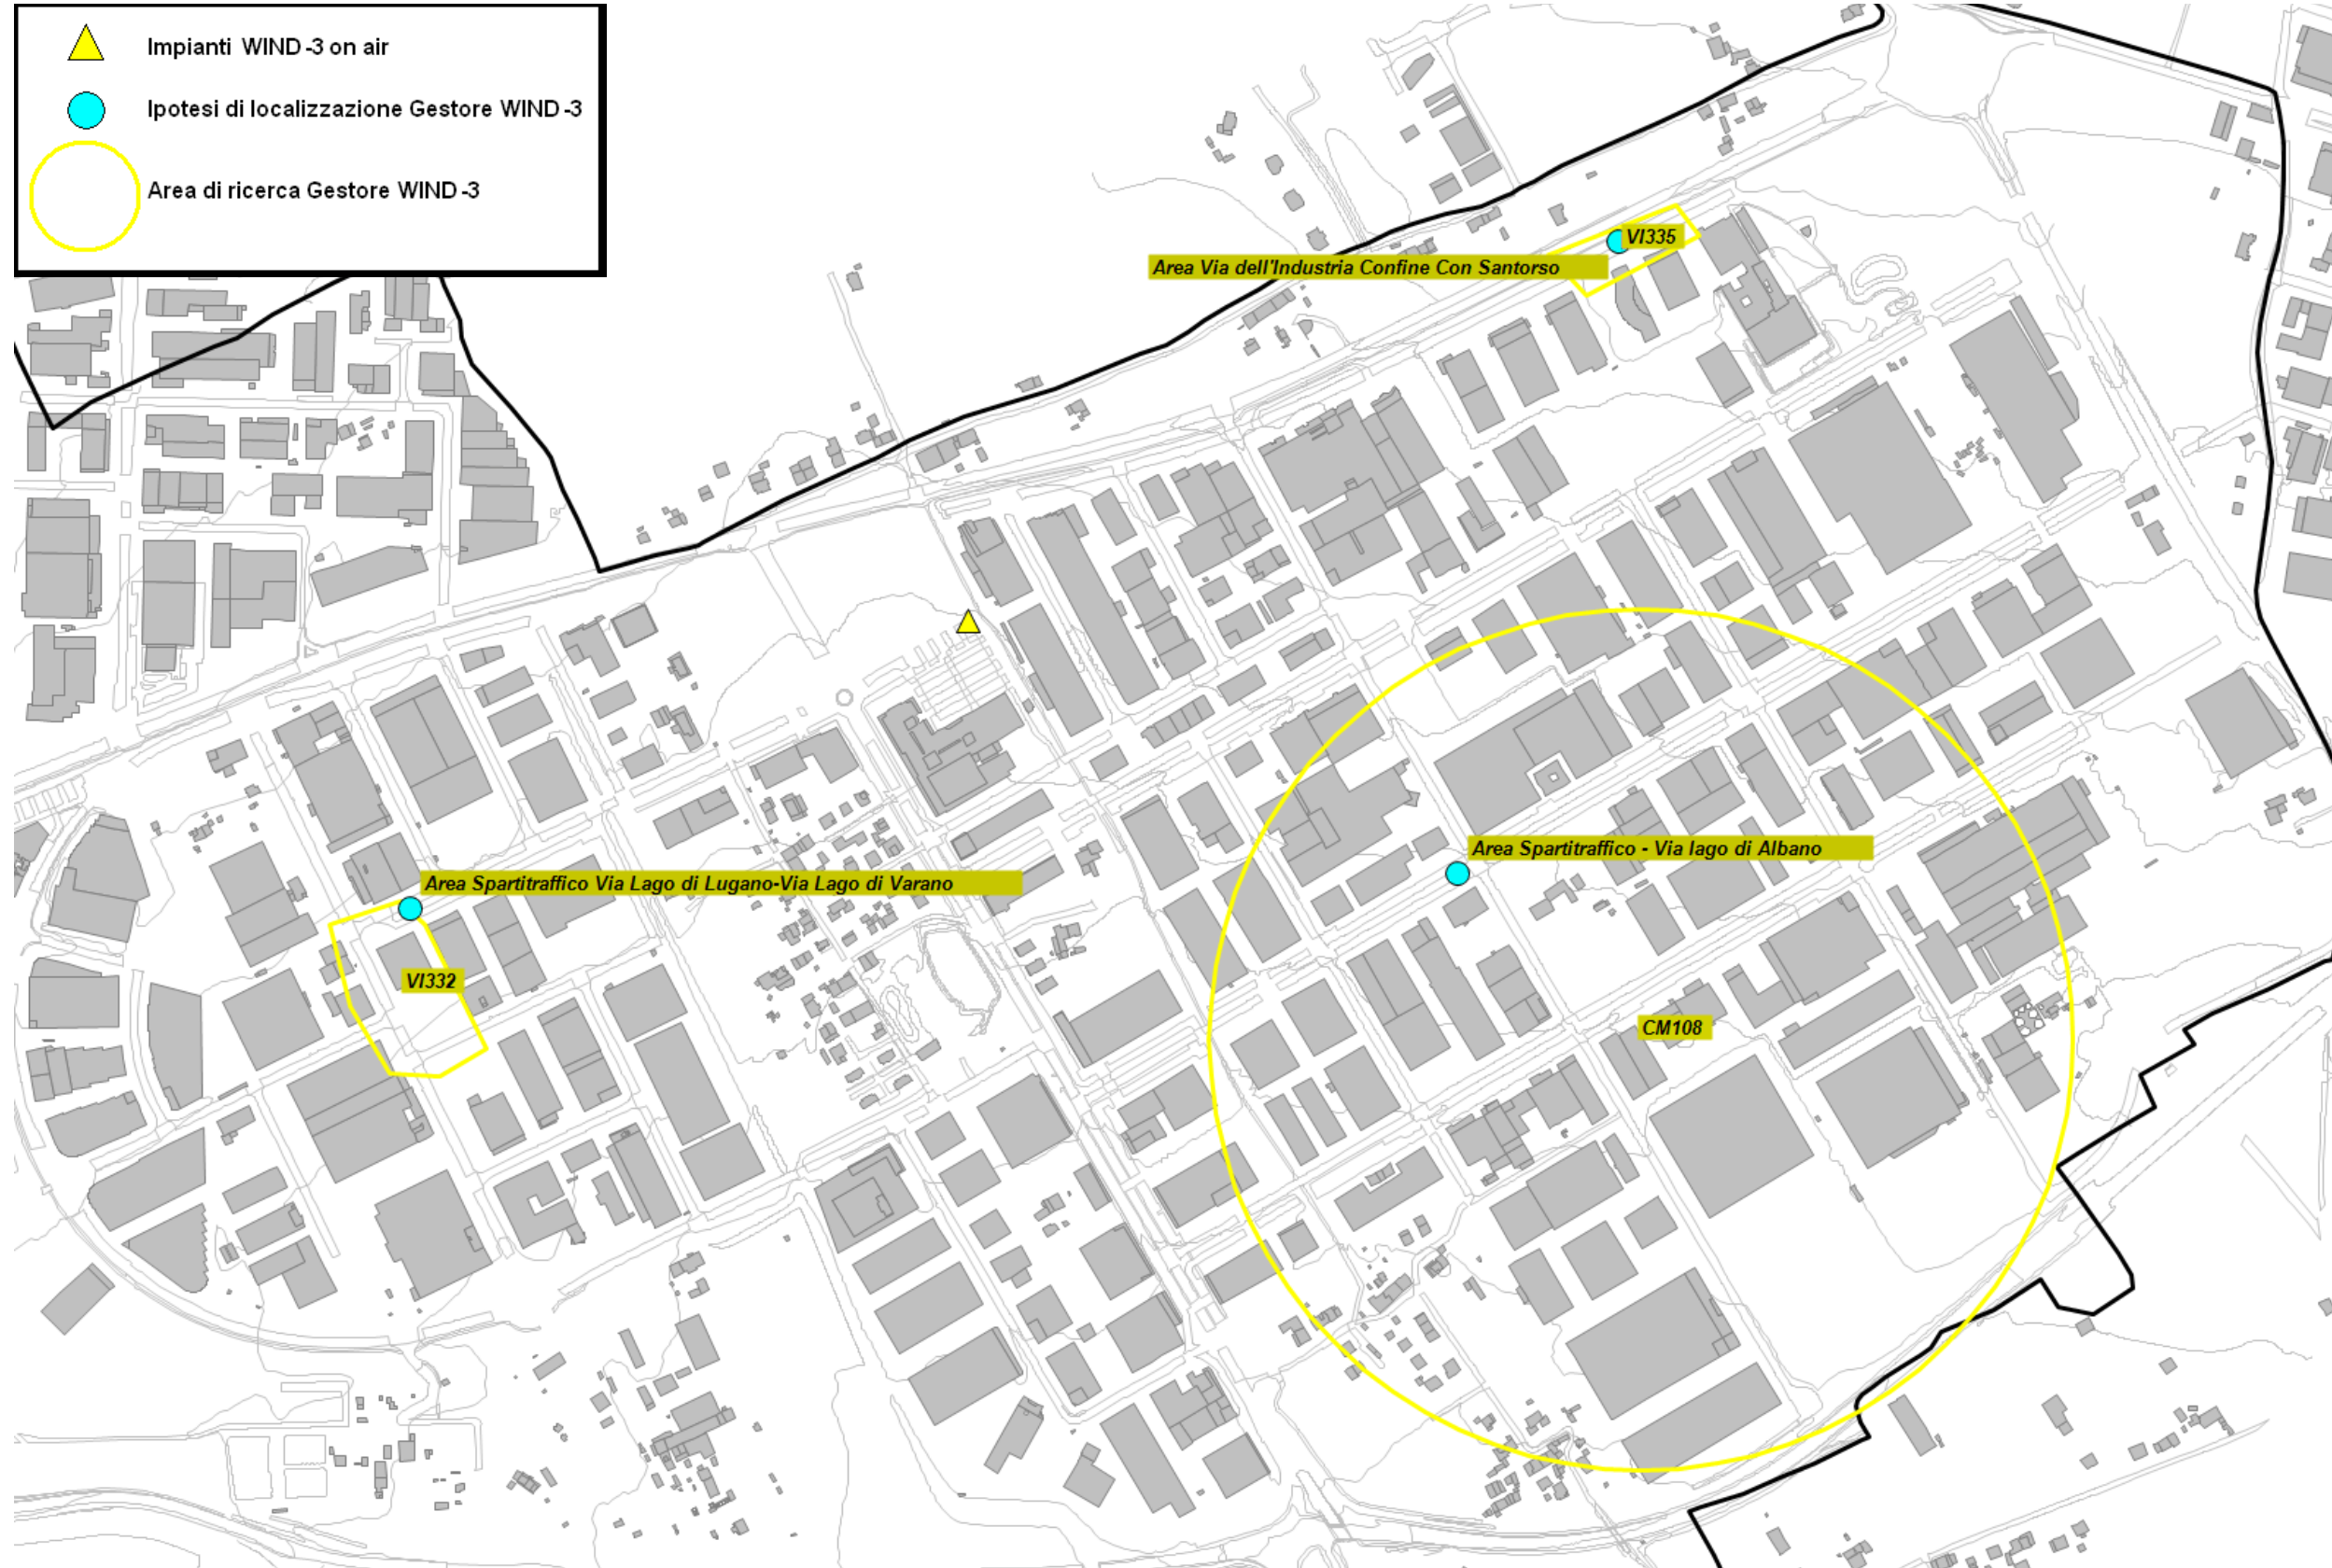 Impianti WIND-3 on air
Ipotesi di localizzazione Gestore WIND-3
Area di ricerca Gestore WIND-3
VI335
Area Via dell'Industria Confine Con Santorso
Area Spartitraffico - Via lago di Albano
Area Spartitraffico Via Lago di Lugano-Via Lago di Varano
VI332
CM108